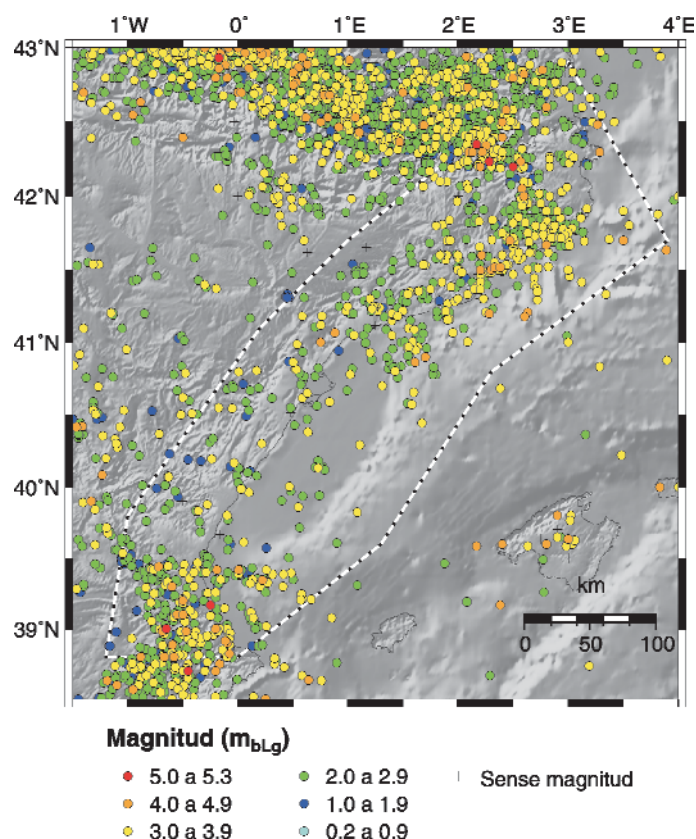 1°W 0° 1°E 2°E 3°E 4°E
43°N
42°N
41°N
40°N
39°N
km
0 20 60 100
Magnitud (mbLg)
5.0 a 5.3 2.0 a 2.9 Sense magnitud
4.0 a 4.9 1.0 a 1.9
3.0 a 3.9 0.2 a 0.9